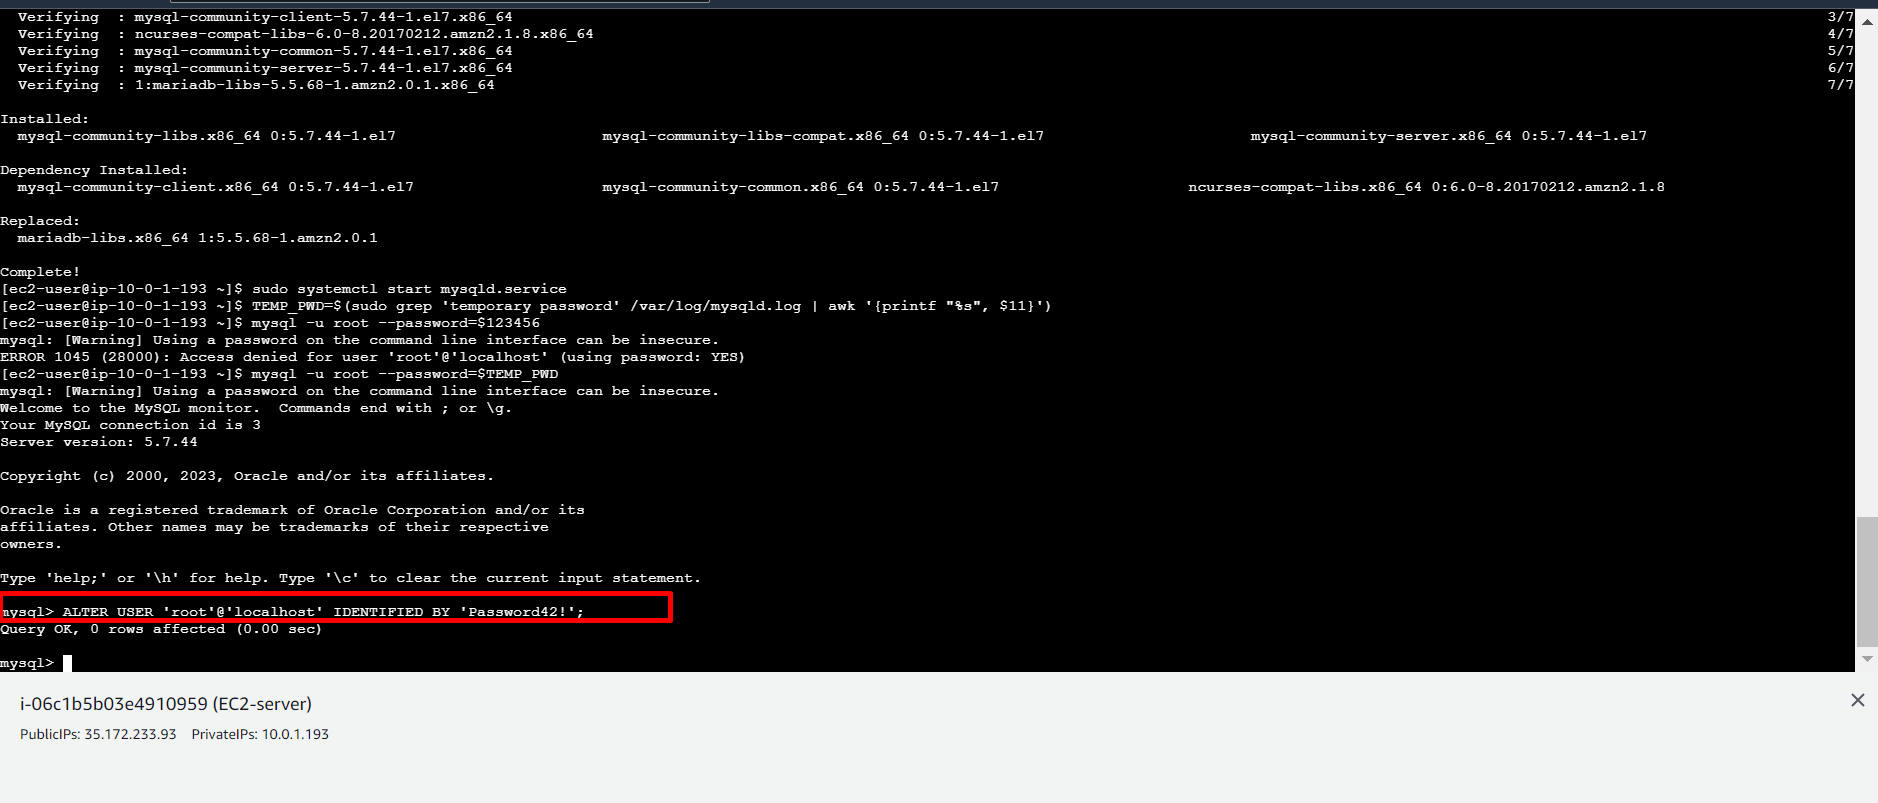 Verifying  : mysql-community-client-5.7.44-1.el7.x86_64 3/7
Verifying  : ncurses-compat-libs-6.0-8.20170212.amzn2.1.8.x86_64 4/7
Verifying  : mysql-community-common-5.7.44-1.el7.x86_64 5/7
Verifying  : mysql-community-server-5.7.44-1.el7.x86_64 6/7
Verifying  : 1:mariadb-libs-5.5.68-1.amzn2.0.1.x86_64 7/7
Installed:
mysql-community-libs.x86_64 0:5.7.44-1.el7 mysql-community-libs-compat.x86_64 0:5.7.44-1.el7 mysql-community-server.x86_64 0:5.7.44-1.el7
Dependency Installed:
mysql-community-client.x86_64 0:5.7.44-1.el7 mysql-community-common.x86_64 0:5.7.44-1.el7 ncurses-compat-libs.x86_64 0:6.0-8.20170212.amzn2.1.8
Replaced:
mariadb-libs.x86_64 1:5.5.68-1.amzn2.0.1
Complete!
[ec2-user@ip-10-0-1-193 ~]$ sudo systemctl start mysqld.service
[ec2-user@ip-10-0-1-193 ~]$ TEMP_PWD=$(sudo grep 'temporary password' /var/log/mysqld.log | awk '{printf "%s", $11}')
[ec2-user@ip-10-0-1-193 ~]$ mysql -u root --password=$123456
mysql: [Warning] Using a password on the command line interface can be insecure.
ERROR 1045 (28000): Access denied for user 'root'@'localhost' (using password: YES)
[ec2-user@ip-10-0-1-193 ~]$ mysql -u root --password=$TEMP_PWD
mysql: [Warning] Using a password on the command line interface can be insecure.
Welcome to the MySQL monitor.  Commands end with ; or \g.
Your MySQL connection id is 3
Server version: 5.7.44
Copyright (c) 2000, 2023, Oracle and/or its affiliates.
Oracle is a registered trademark of Oracle Corporation and/or its
affiliates. Other names may be trademarks of their respective
owners.
Type 'help;' or '\h' for help. Type '\c' to clear the current input statement.
mysql> ALTER USER 'root'@'localhost' IDENTIFIED BY 'Password42!';
Query OK, 0 rows affected (0.00 sec)
mysql>
i-06c1b5b03e4910959 (EC2-server)
PublicIPs: 35.172.233.93 PrivateIPs: 10.0.1.193